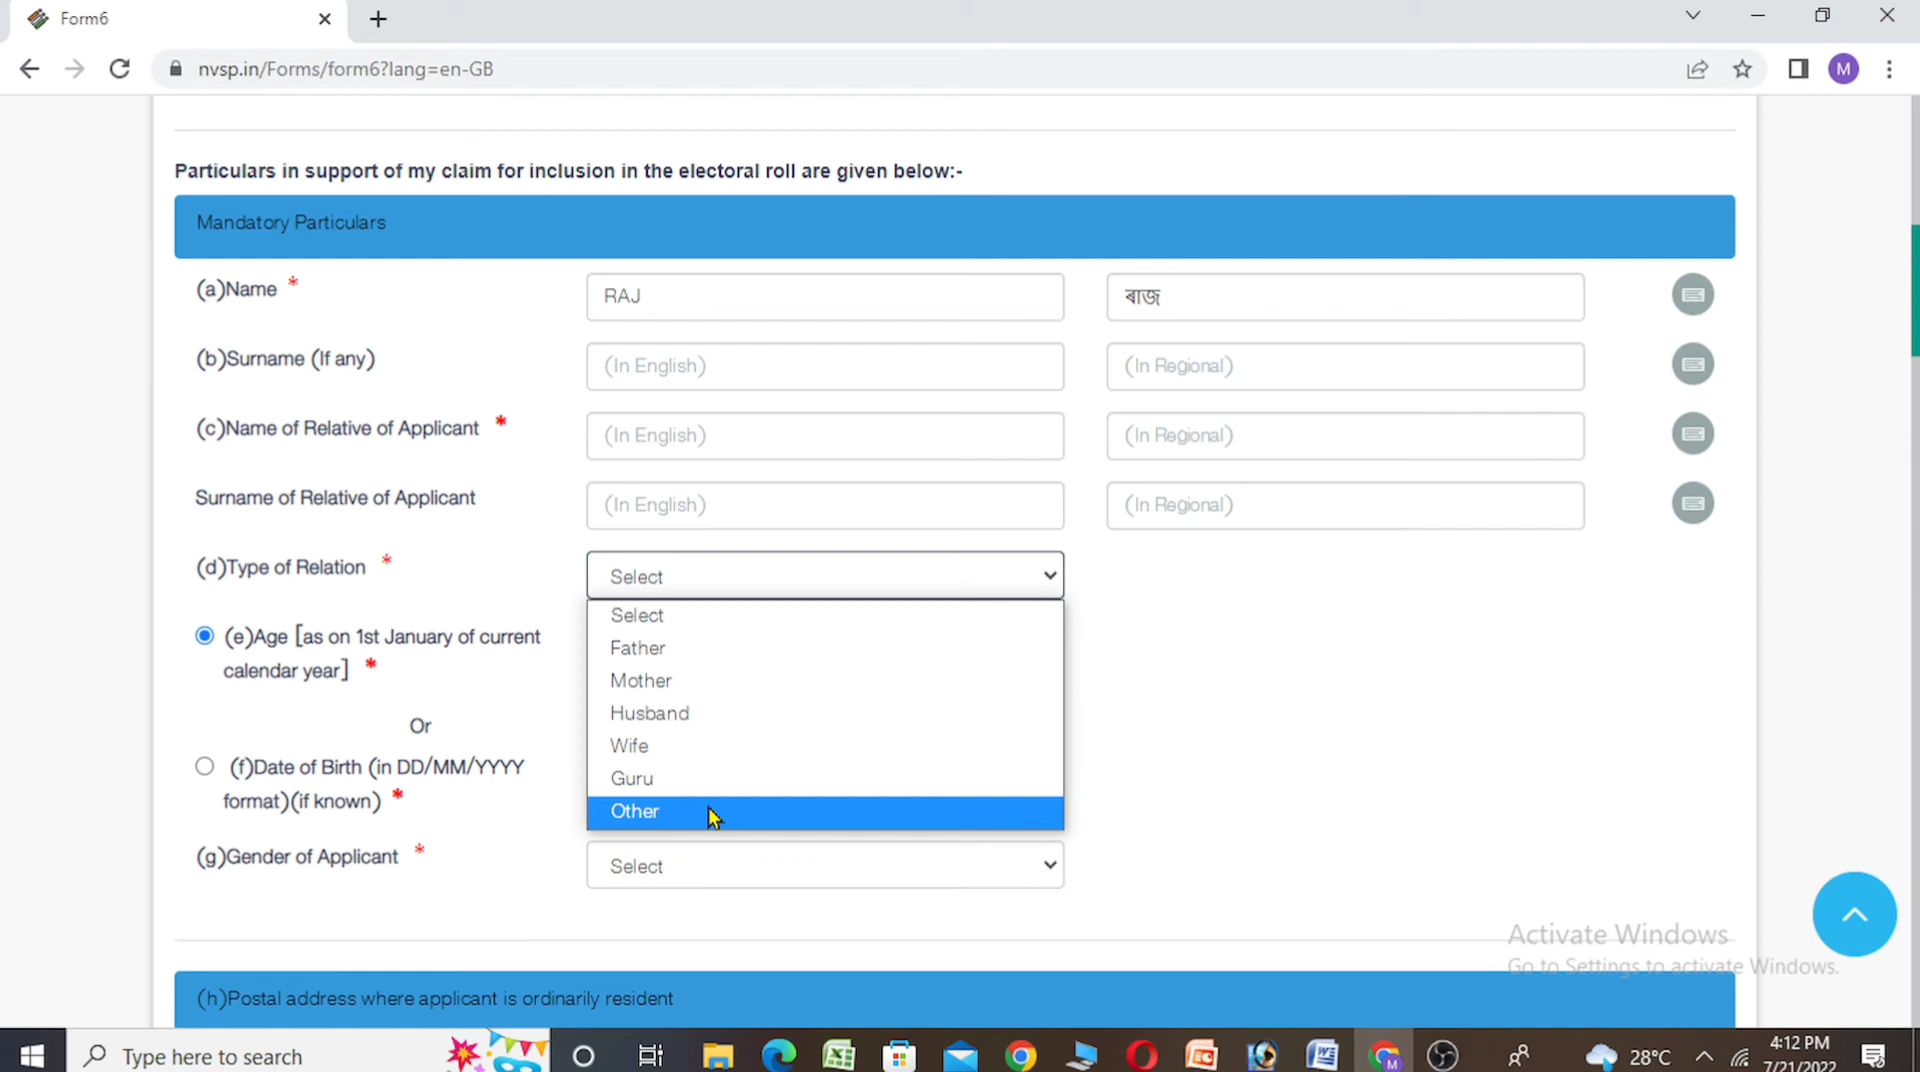 Form6
nvsp.in/Forms/form6?lang=en-GB
M
Particulars in support of my claim for inclusion in the electoral roll are given below:-
Mandatory Particulars
(a)Name *
RAJ
ৰাজ
(b)Surname (If any)
(In English)
(In Regional)
(c)Name of Relative of Applicant *
(In English)
(In Regional)
Surname of Relative of Applicant
(In English)
(In Regional)
(d)Type of Relation *
Select
Select
Father
Mother
Husband
Wife
Guru
Other
(e)Age [as on 1st January of current
calendar year] *
Or
(f)Date of Birth (in DD/MM/YYYY
format)(if known) *
(g)Gender of Applicant *
Select
Activate Windows
Go to Settings to activate Windows.
(h)Postal address where applicant is ordinarily resident
Type here to search
28°C
4:12 PM
7/21/2022